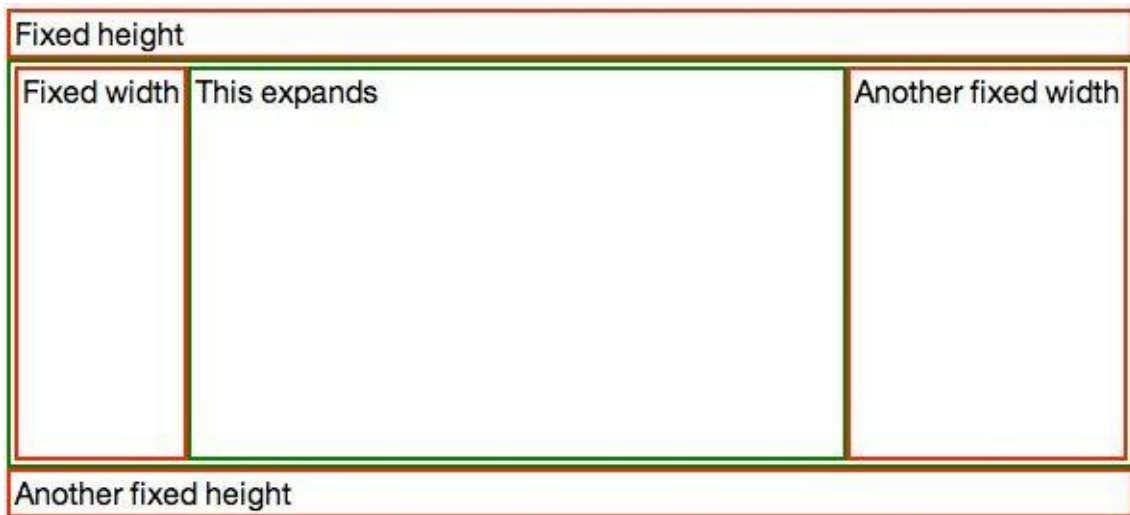 Fixed height
Fixed width
This expands
Another fixed width
Another fixed height